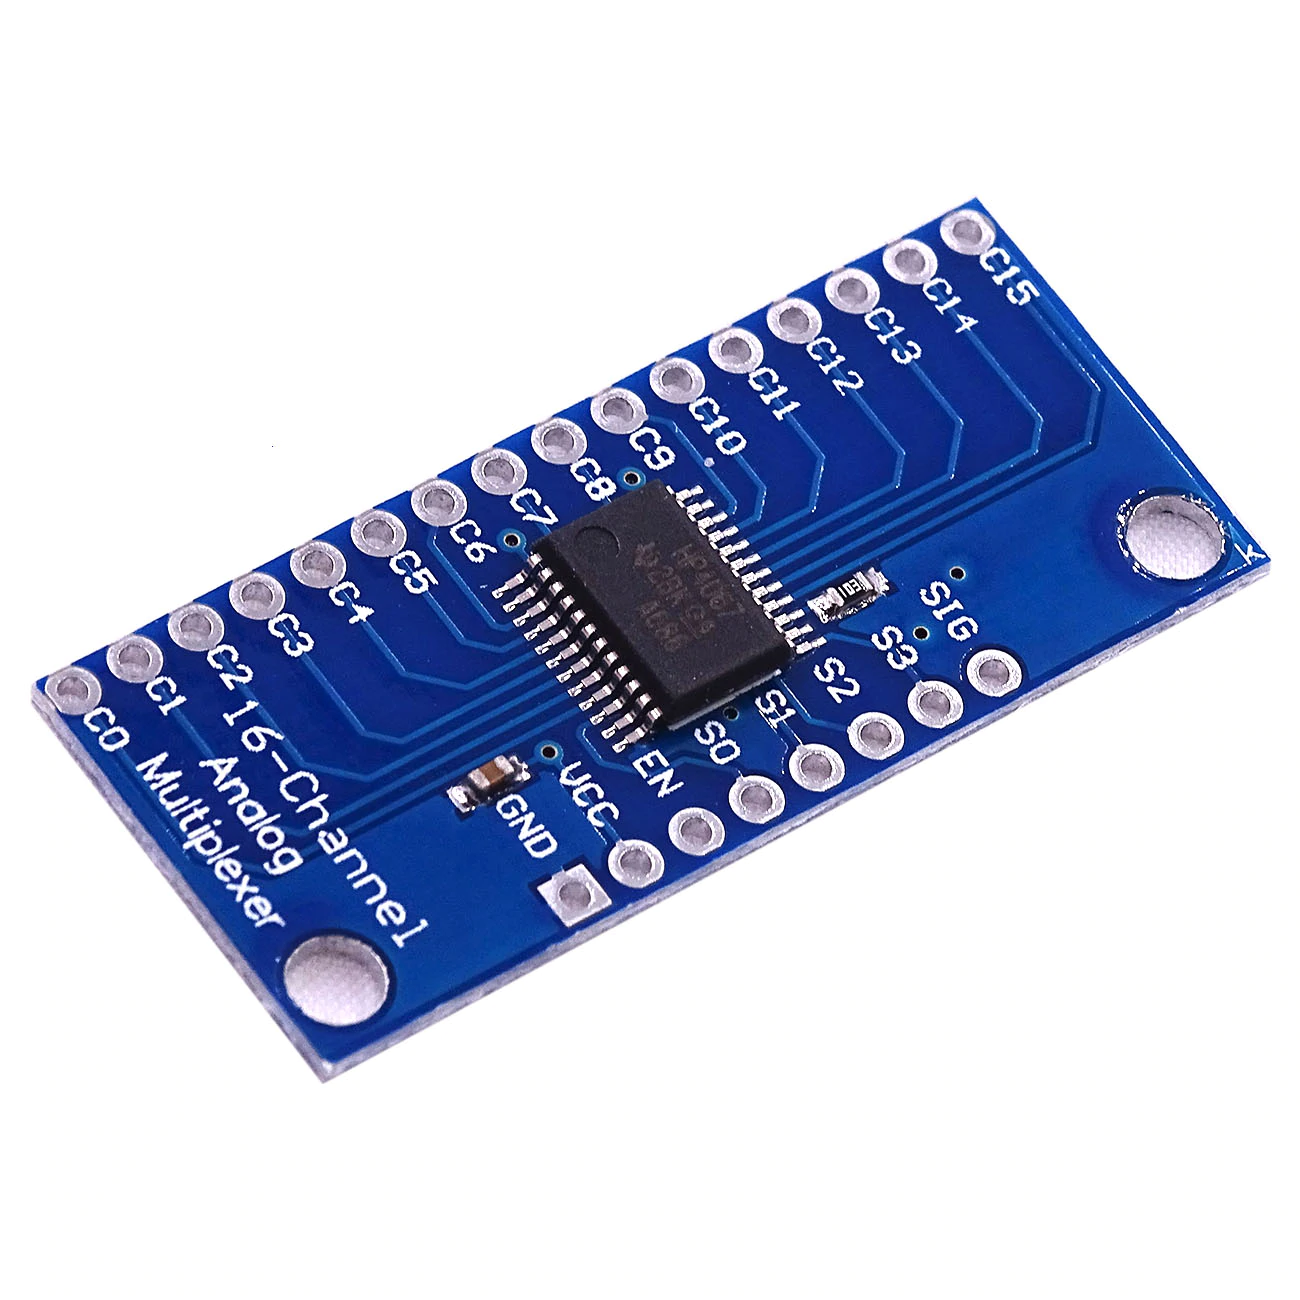 C15
C14
C13
C12
C11
C10
C9
C8
C7
C6
C5
C4
C3
C2
C1
C0
16-Channel
Analog
Multiplexer
HP4067
GND
VCC
EN
S0
S1
S2
S3
SIG
K